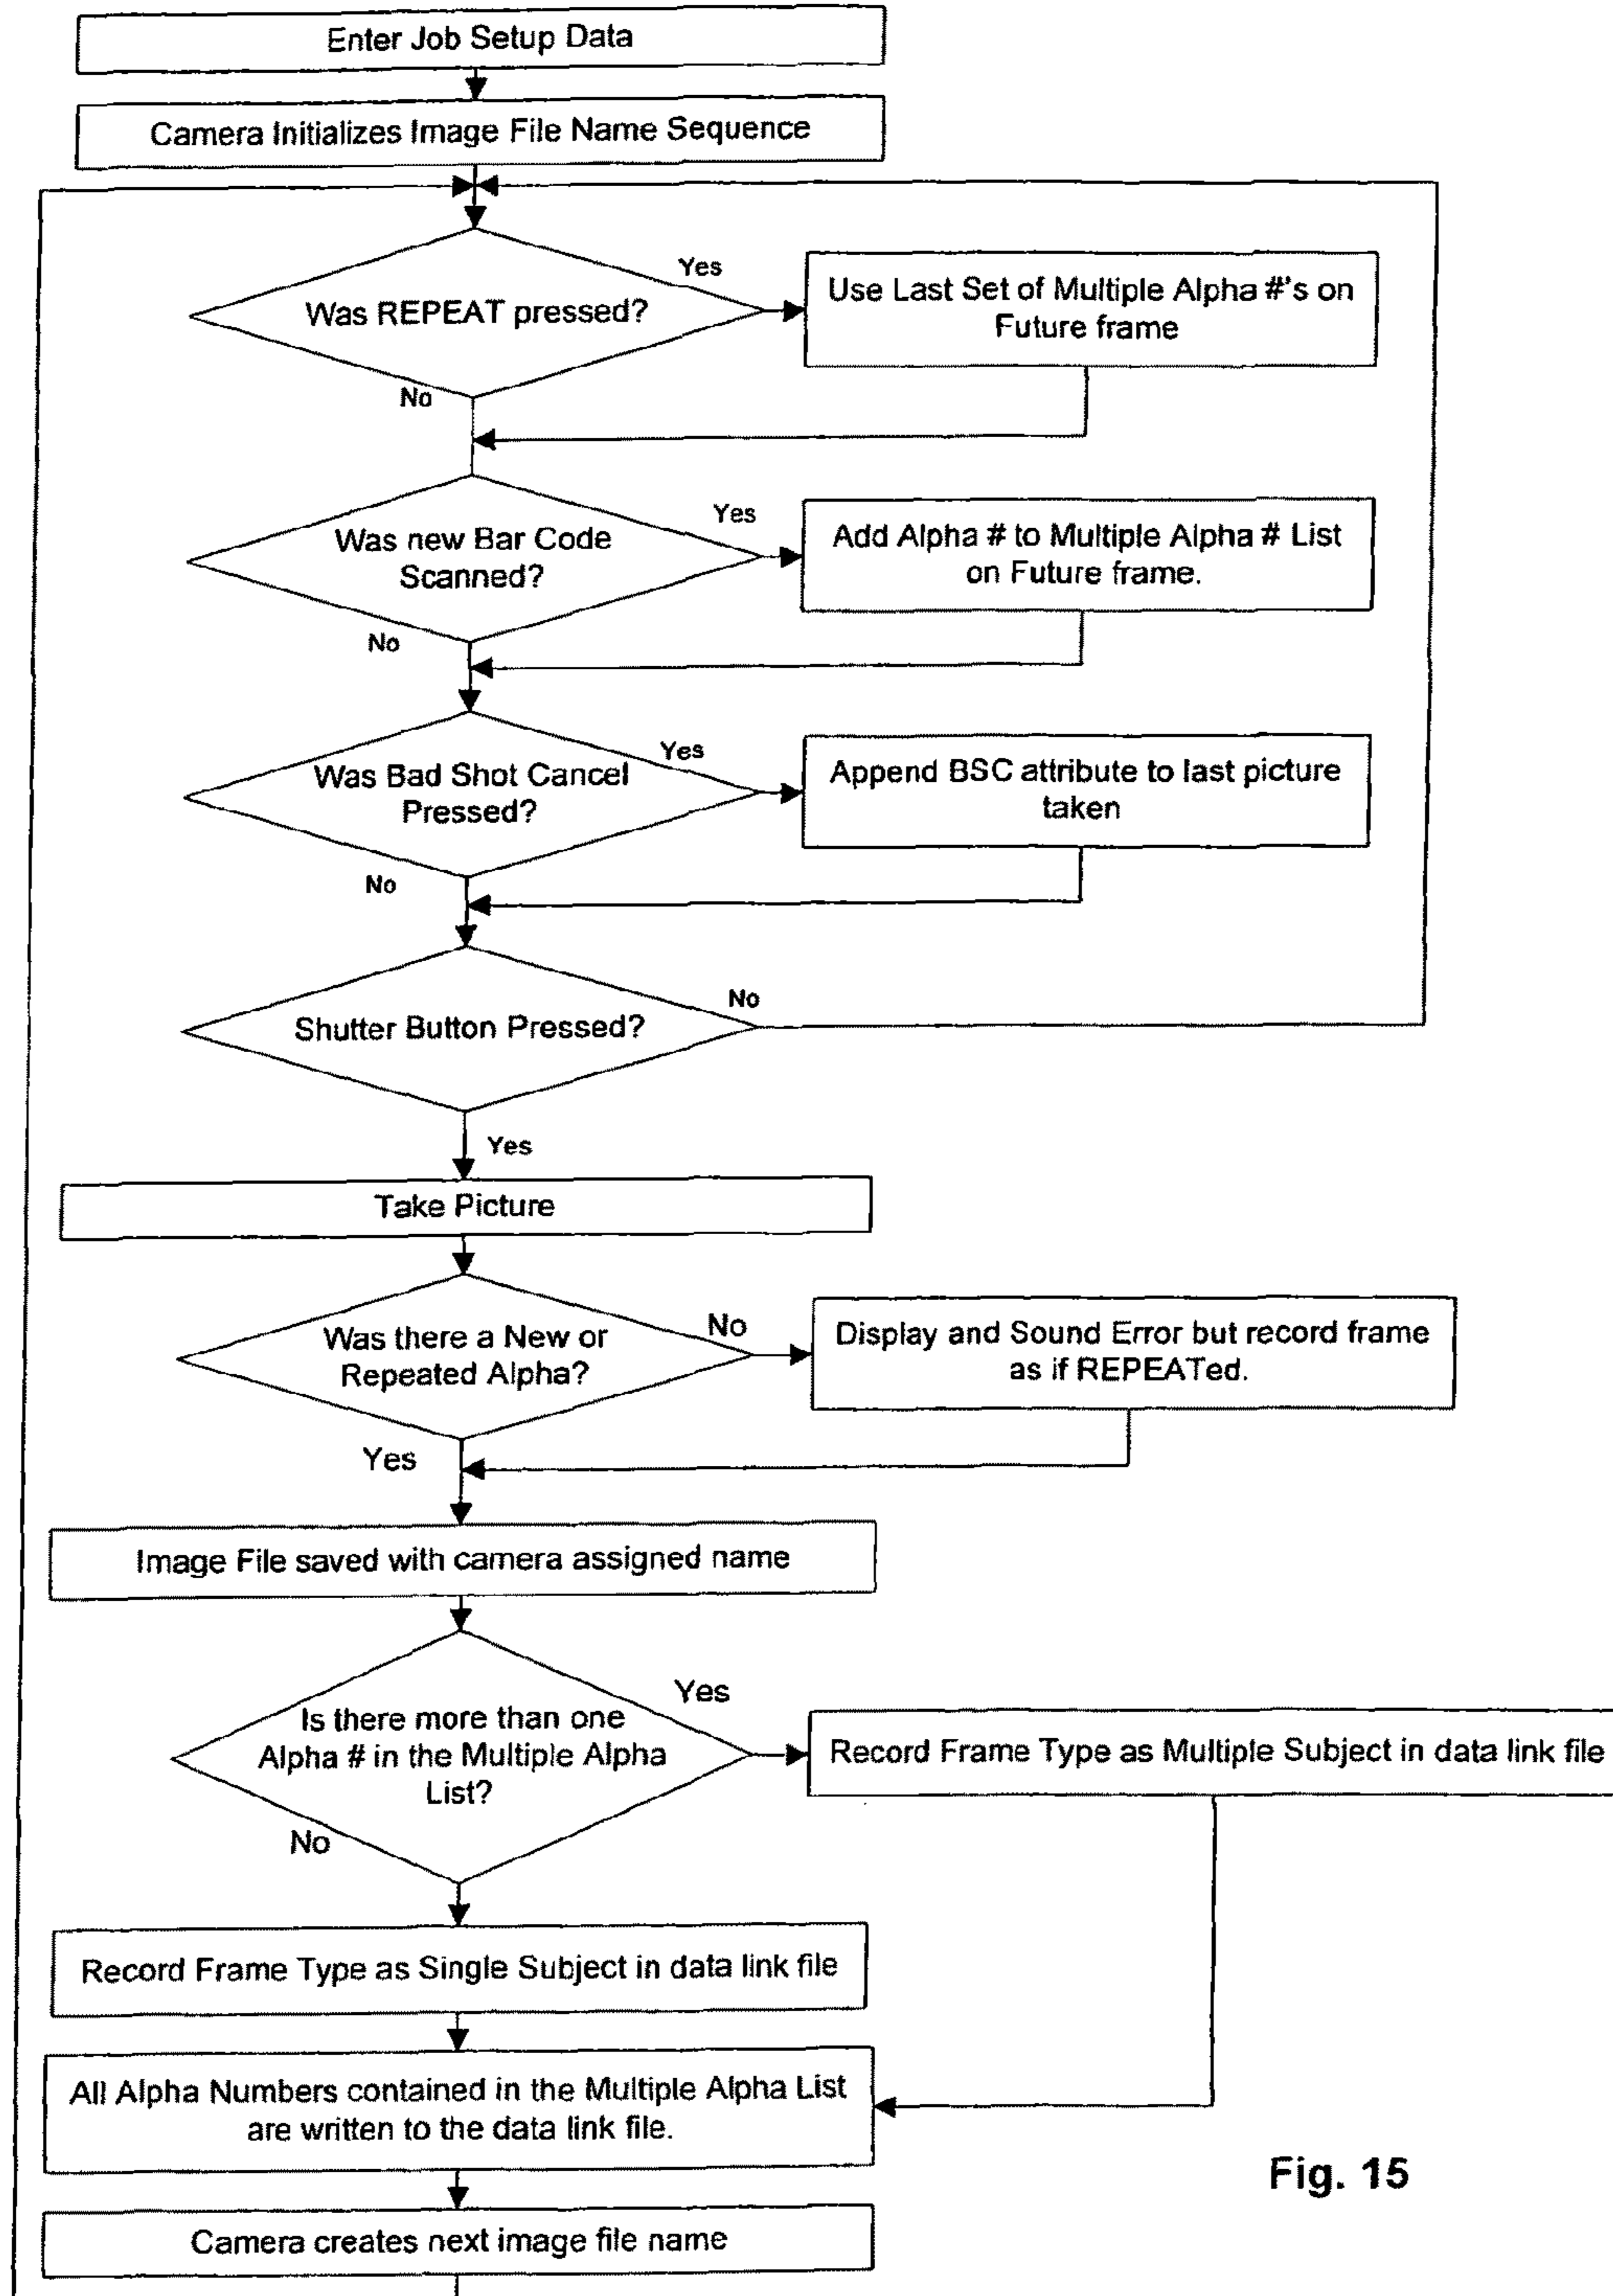 Enter Job Setup Data
Camera Initializes Image File Name Sequence
Was REPEAT pressed?
Yes
Use Last Set of Multiple Alpha #'s on
Future frame
No
Was new Bar Code
Scanned?
Yes
Add Alpha # to Multiple Alpha # List
on Future frame.
No
Was Bad Shot Cancel
Pressed?
Yes
Append BSC attribute to last picture
taken
No
Shutter Button Pressed?
No
Yes
Take Picture
Was there a New or
Repeated Alpha?
No
Display and Sound Error but record frame
as if REPEATed.
Yes
Image File saved with camera assigned name
Is there more than one
Alpha # in the Multiple Alpha
List?
Yes
Record Frame Type as Multiple Subject in data link file
No
Record Frame Type as Single Subject in data link file
All Alpha Numbers contained in the Multiple Alpha List
are written to the data link file.
Camera creates next image file name
Fig. 15